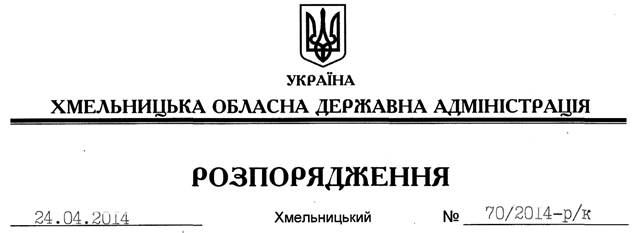 УКРАЇНА
ХМЕЛЬНИЦЬКА ОБЛАСНА ДЕРЖАВНА АДМІНІСТРАЦІЯ
РОЗПОРЯДЖЕННЯ
24.04.2014 Хмельницький № 70/2014-р/к